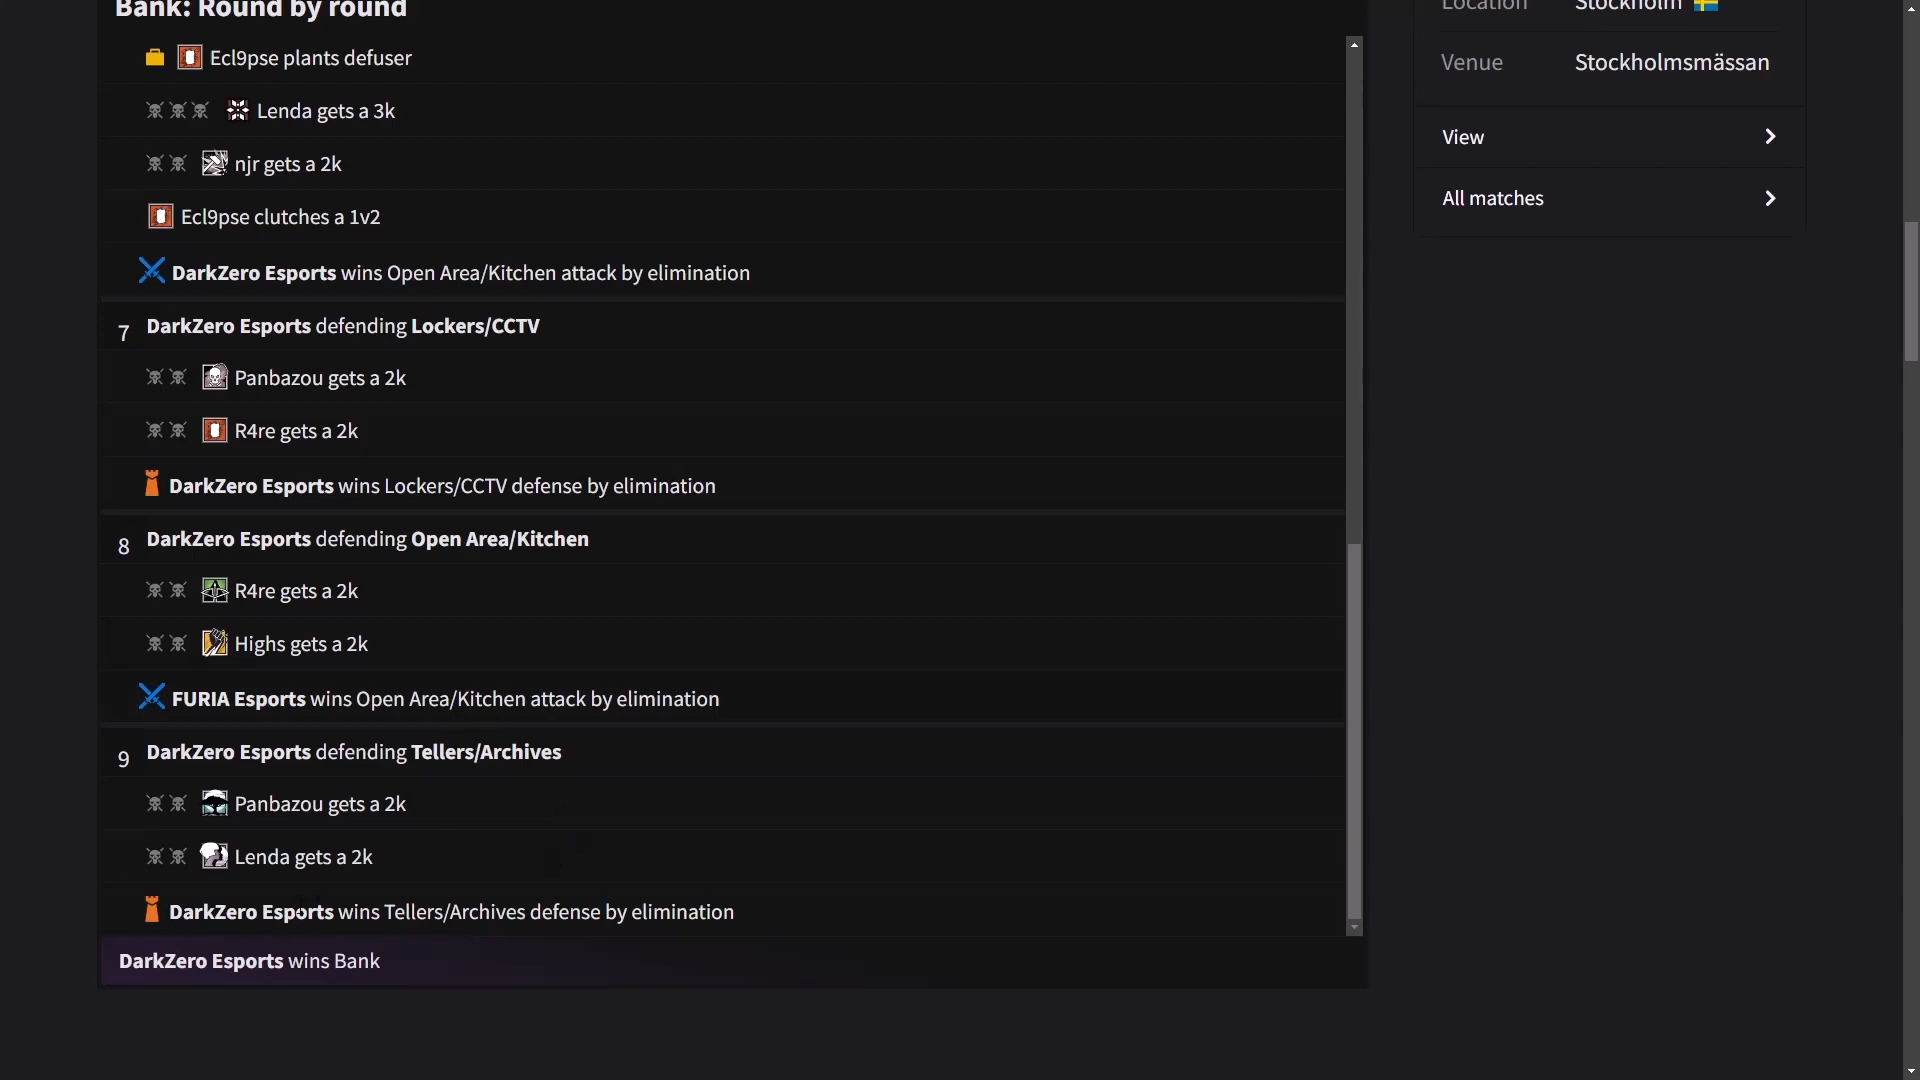 Bank: Round by round
Ecl9pse plants defuser
Lenda gets a 3k
njr gets a 2k
Ecl9pse clutches a 1v2
DarkZero Esports wins Open Area/Kitchen attack by elimination
7 DarkZero Esports defending Lockers/CCTV
Panbazou gets a 2k
R4re gets a 2k
DarkZero Esports wins Lockers/CCTV defense by elimination
8 DarkZero Esports defending Open Area/Kitchen
R4re gets a 2k
Highs gets a 2k
FURIA Esports wins Open Area/Kitchen attack by elimination
9 DarkZero Esports defending Tellers/Archives
Panbazou gets a 2k
Lenda gets a 2k
DarkZero Esports wins Tellers/Archives defense by elimination
DarkZero Esports wins Bank
Location Stockholm
Venue Stockholmsmässan
View
All matches